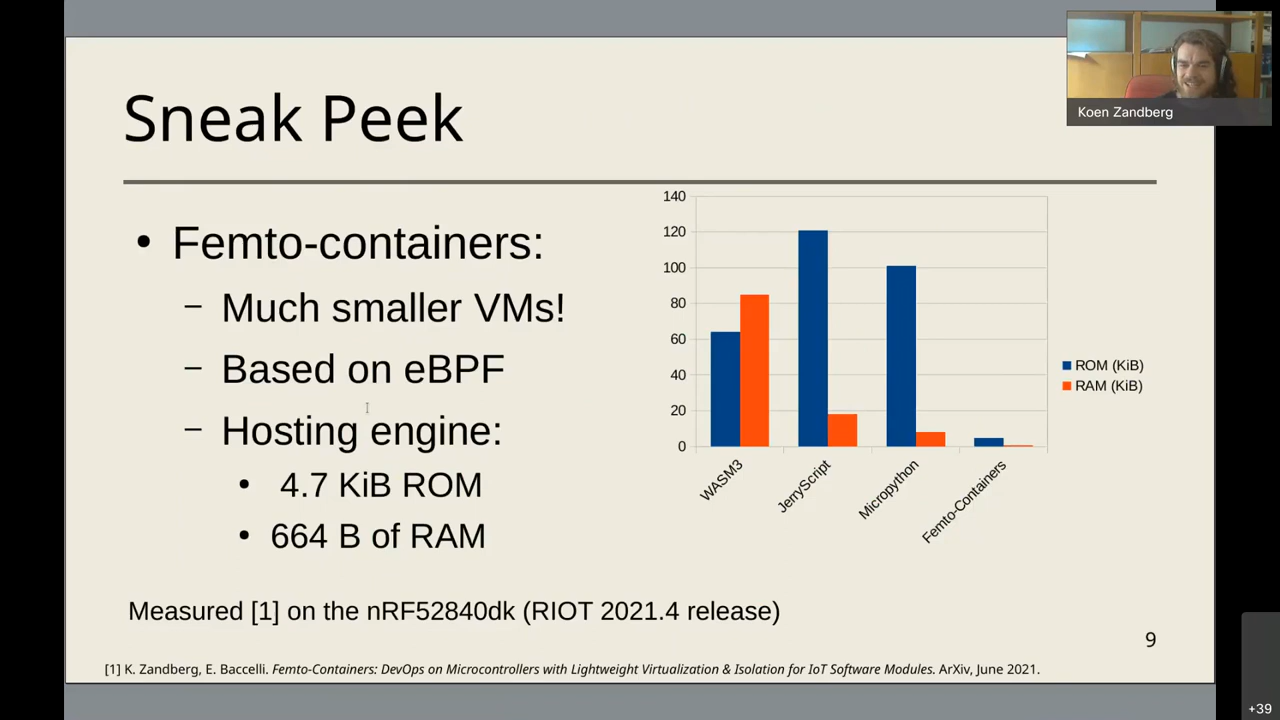 Sneak Peek
Koen Zandberg
• Femto-containers:
– Much smaller VMs!
– Based on eBPF
– Hosting engine:
• 4.7 KiB ROM
• 664 B of RAM
140
120
100
80
60
40
20
0
WASM3
JerryScript
Micropython
Femto-Containers
ROM (KiB)
RAM (KiB)
Measured [1] on the nRF52840dk (RIOT 2021.4 release)
9
[1] K. Zandberg, E. Baccelli. Femto-Containers: DevOps on Microcontrollers with Lightweight Virtualization & Isolation for IoT Software Modules. ArXiv, June 2021.
+39